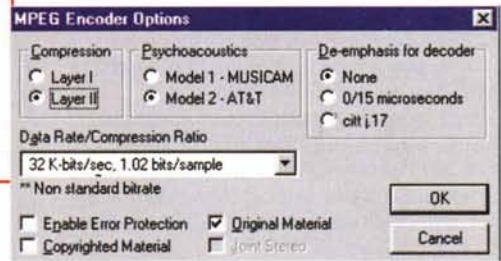 MPEG Encoder Options
Compression
Layer I
Layer II
Psychoacoustics
Model 1 - MUSICAM
Model 2 - AT&T
De-emphasis for decoder
None
0/15 microseconds
citt j.17
Data Rate/Compression Ratio
32 K-bits/sec, 1.02 bits/sample
** Non standard bitrate
Enable Error Protection
Original Material
Copyrighted Material
Joint Stereo
OK
Cancel